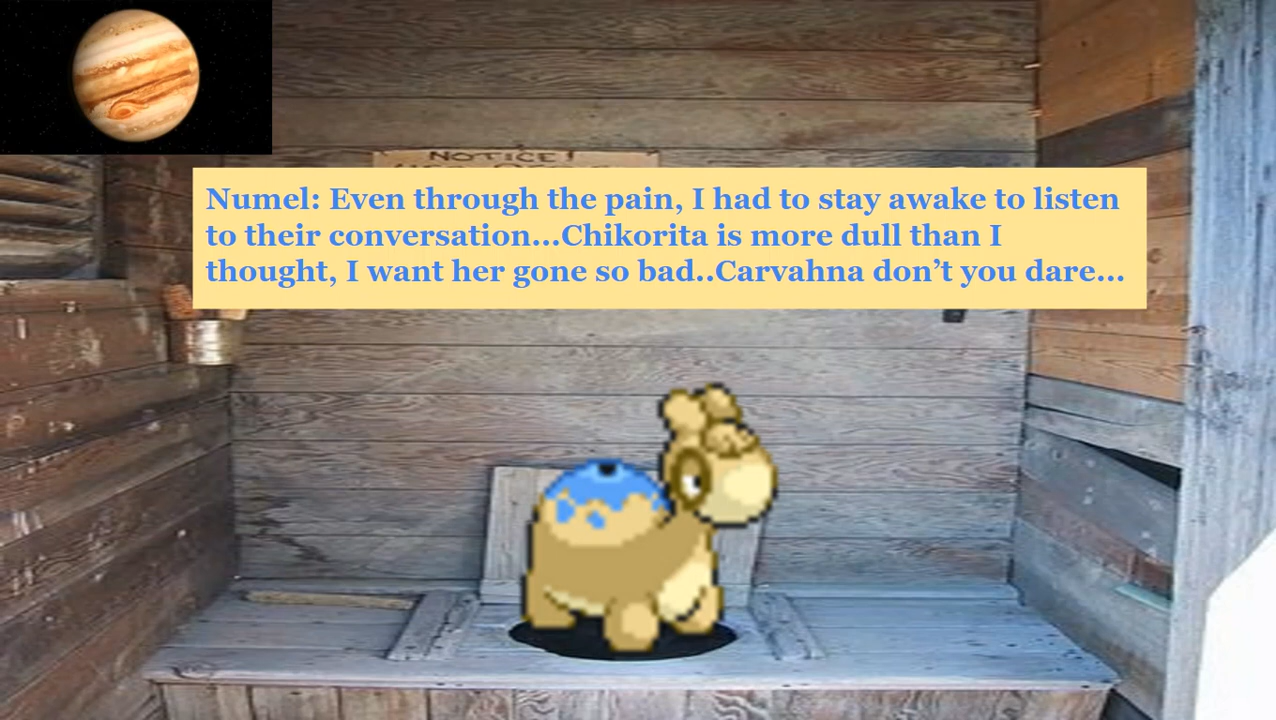 NOTICE!
Numel: Even through the pain, I had to stay awake to listen
to their conversation...Chikorita is more dull than I
thought, I want her gone so bad..Carvahna don’t you dare...